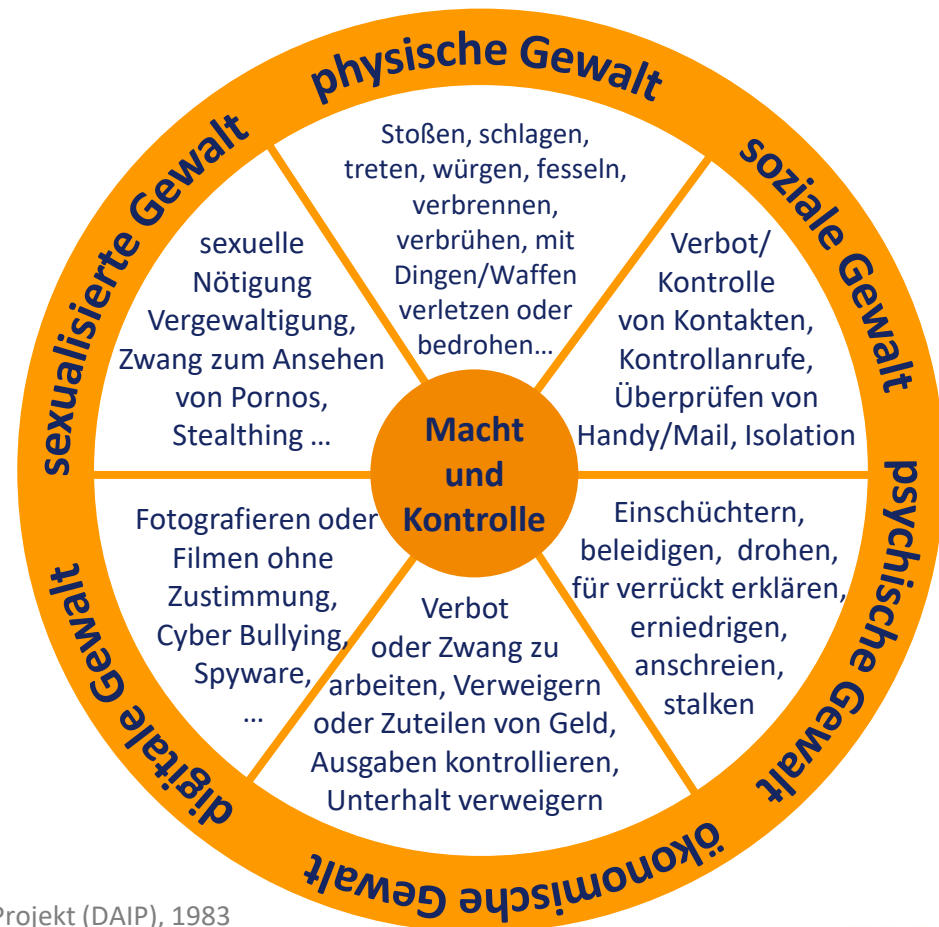 physische Gewalt
Stoßen, schlagen,
treten, würgen, fesseln,
verbrennen,
verbrühen, mit
Dingen/Waffen
verletzen oder
bedrohen…
soziale Gewalt
Verbot/
Kontrolle
von Kontakten,
Kontrollanrufe,
Überprüfen von
Handy/Mail, Isolation
psychische Gewalt
Einschüchtern,
beleidigen, drohen,
für verrückt erklären,
erniedrigen,
anschreien,
stalken
ökonomische Gewalt
Verbot
oder Zwang zu
arbeiten, Verweigern
oder Zuteilen von Geld,
Ausgaben kontrollieren,
Unterhalt verweigern
digitale Gewalt
Fotografieren oder
Filmen ohne
Zustimmung,
Cyber Bullying,
Spyware,
…
sexualisierte Gewalt
sexuelle
Nötigung
Vergewaltigung,
Zwang zum Ansehen
von Pornos,
Stealthing …
Macht
und
Kontrolle
Projekt (DAIP), 1983